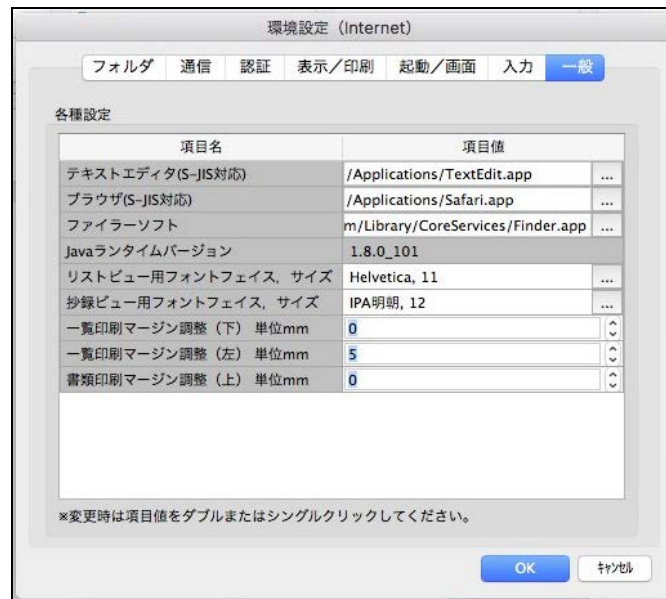 環境設定（Internet）
フォルダ 通信 認証 表示／印刷 起動／画面 入力 一般
各種設定
項目名 項目値
テキストエディタ(S-JIS対応) /Applications/TextEdit.app ...
ブラウザ(S-JIS対応) /Applications/Safari.app ...
ファイラーソフト m/Library/CoreServices/Finder.app ...
Javaランタイムバージョン 1.8.0_101
リストビュー用フォントフェイス，サイズ Helvetica, 11 ...
抄録ビュー用フォントフェイス，サイズ IPA明朝, 12 ...
一覧印刷マージン調整（下） 単位mm 0
一覧印刷マージン調整（左） 単位mm 5
書類印刷マージン調整（上） 単位mm 0
※変更時は項目値をダブルまたはシングルクリックしてください。
OK ｷｬﾝｾﾙ